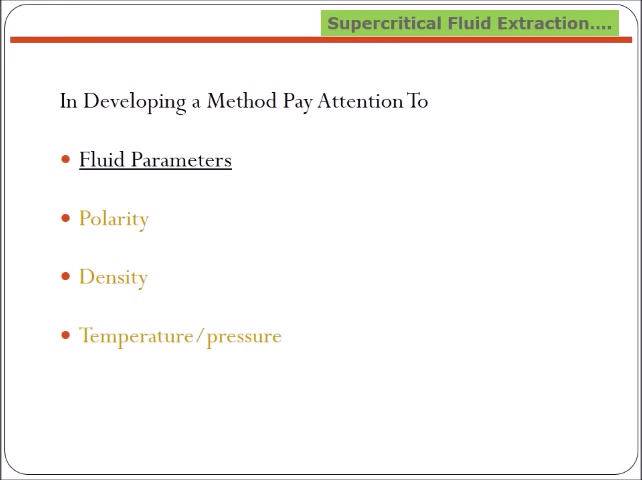 Supercritical Fluid Extraction....
In Developing a Method Pay Attention To
Fluid Parameters
Polarity
Density
Temperature/pressure